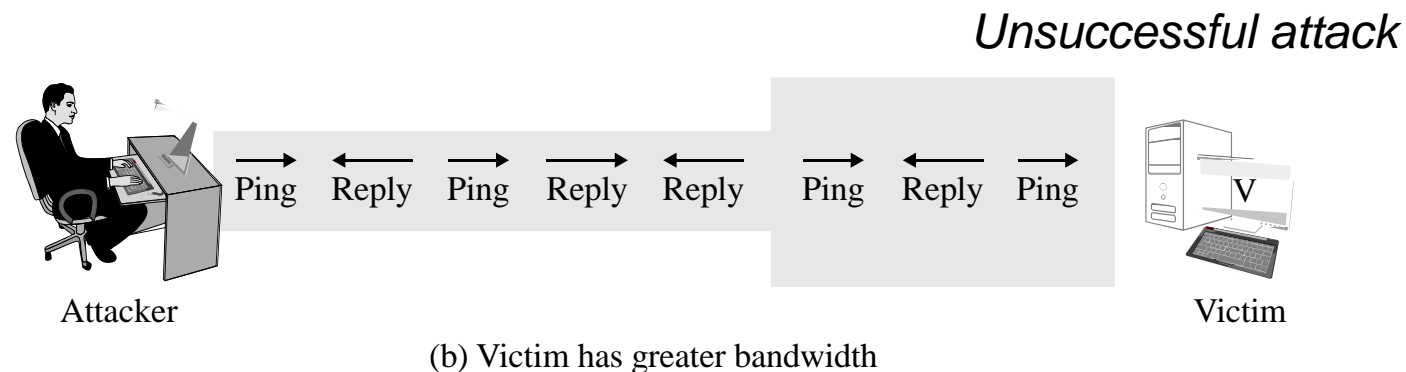 Unsuccessful attack
Ping Reply Ping Reply Reply Ping Reply Ping
V
Attacker Victim
(b) Victim has greater bandwidth